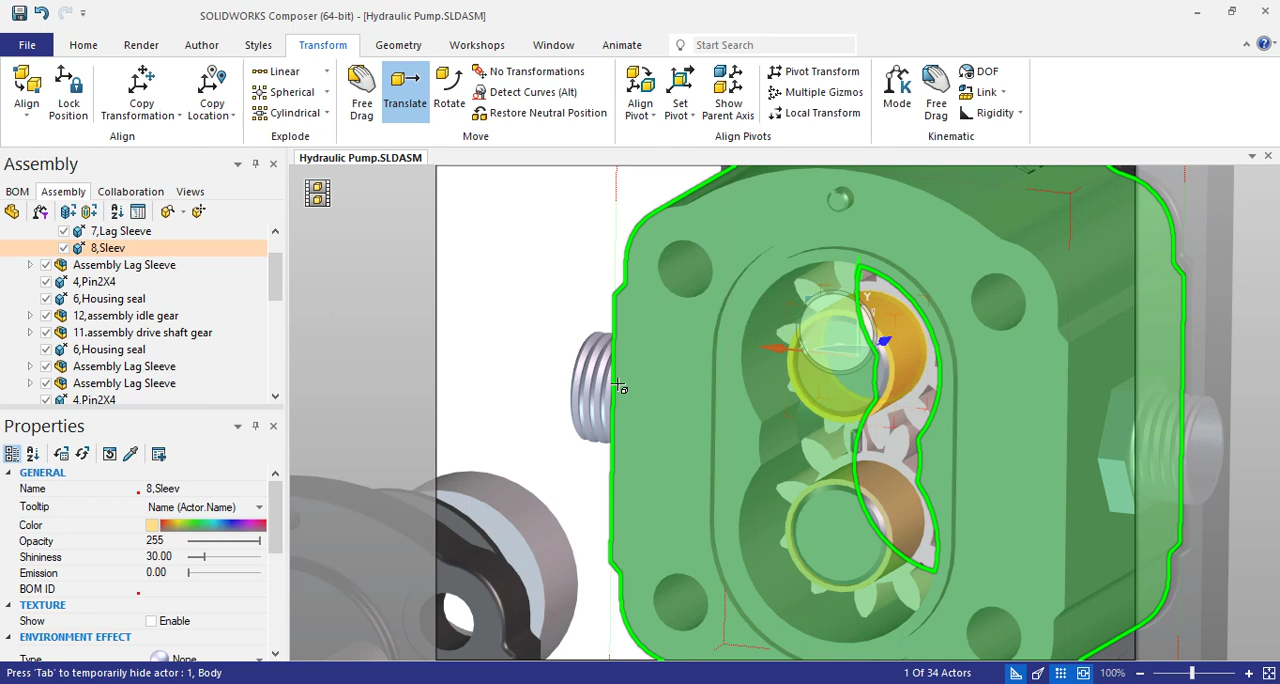 SOLIDWORKS Composer (64-bit) - [Hydraulic Pump.SLDASM]
File Home Render Author Styles Transform Geometry Workshops Window Animate Start Search
Align
Lock Position
Copy Transformation
Copy Location
Linear
Spherical
Cylindrical
Free Drag
Translate
Rotate
No Transformations
Detect Curves (Alt)
Restore Neutral Position
Align Pivot
Set Pivot
Show Parent Axis
Pivot Transform
Multiple Gizmos
Local Transform
Mode
Free Drag
DOF
Link
Rigidity
Align Explode Move Align Pivots Kinematic
Assembly
Hydraulic Pump.SLDASM
BOM Assembly Collaboration Views
7,Lag Sleeve
8,Sleev
Assembly Lag Sleeve
4,Pin2X4
6,Housing seal
12,assembly idle gear
11.assembly drive shaft gear
6,Housing seal
Assembly Lag Sleeve
Assembly Lag Sleeve
4.Pin2X4
Properties
GENERAL
Name 8,Sleev
Tooltip Name (Actor.Name)
Color
Opacity 255
Shininess 30.00
Emission 0.00
BOM ID
TEXTURE
Show Enable
ENVIRONMENT EFFECT
Type None
Y
Press 'Tab' to temporarily hide actor : 1, Body 1 Of 34 Actors 100%